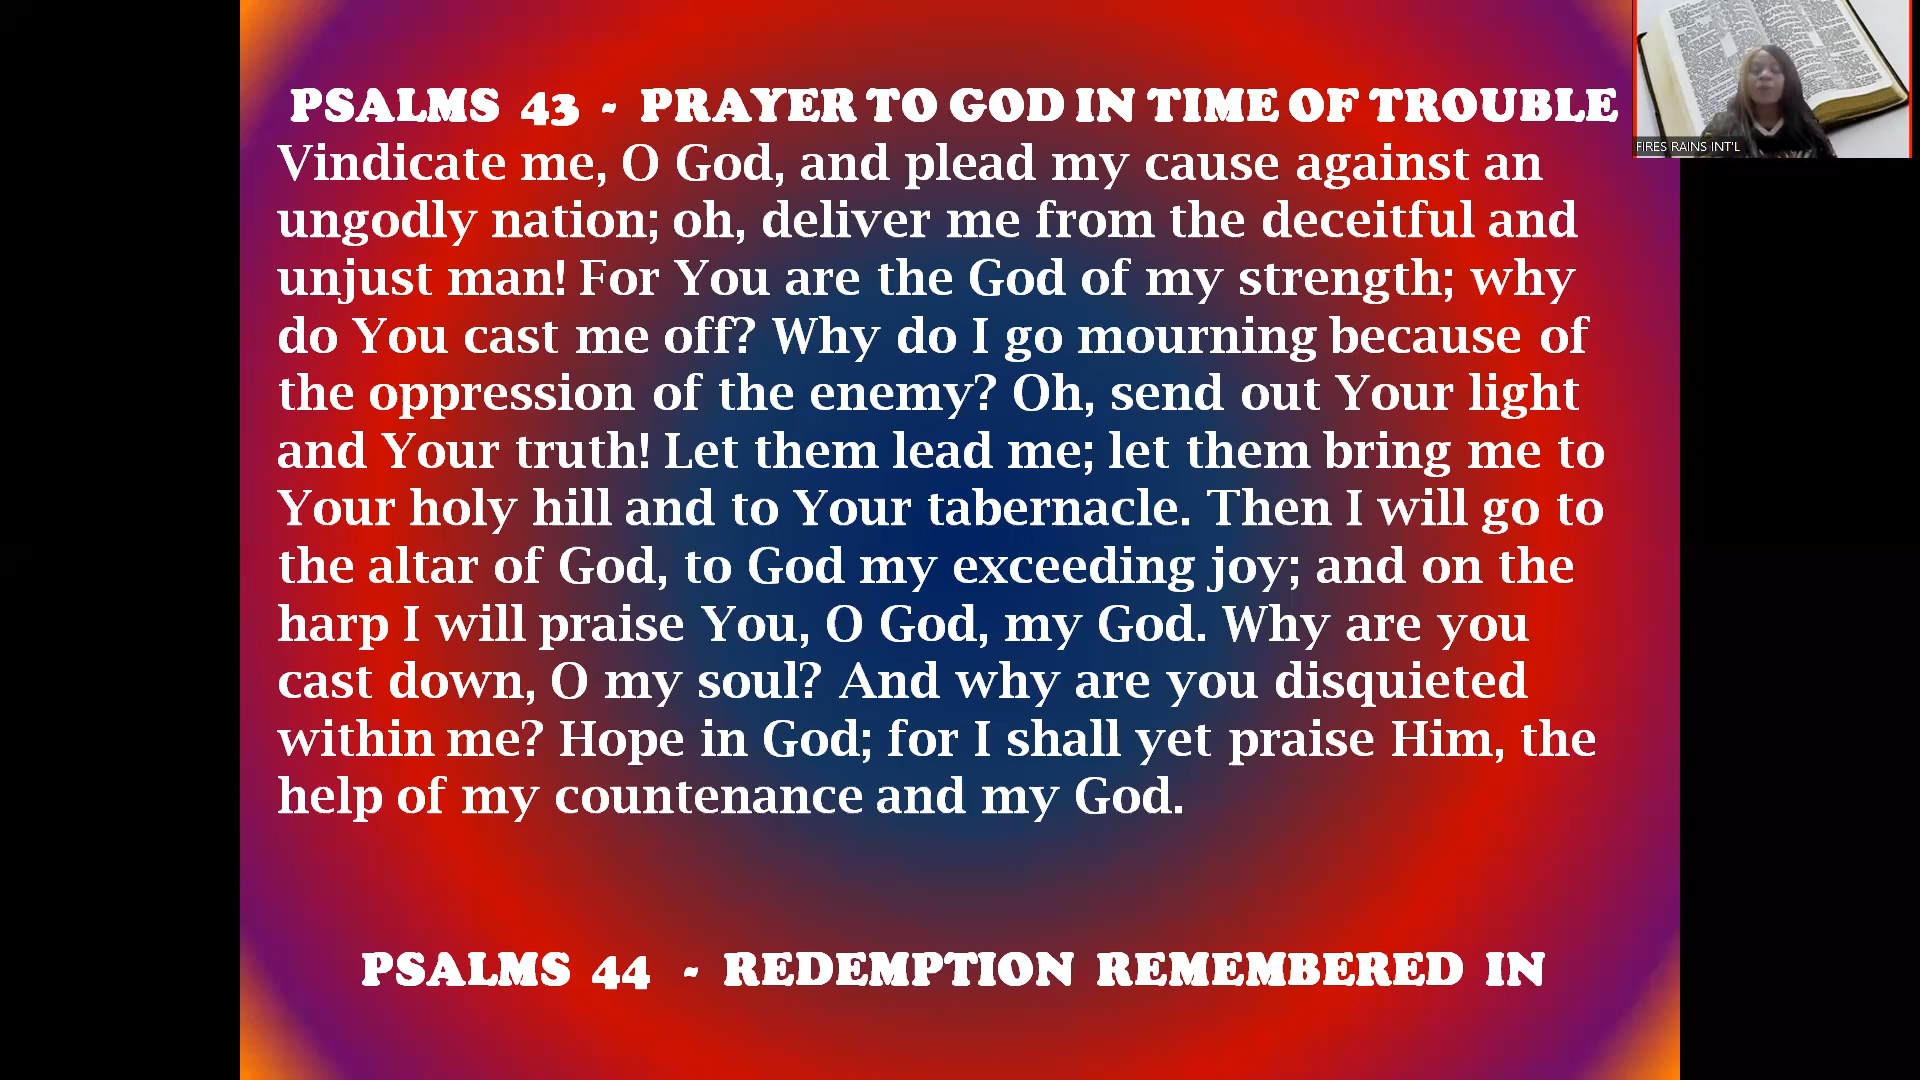 PSALMS 43 - PRAYER TO GOD IN TIME OF TROUBLE
Vindicate me, O God, and plead my cause against an
ungodly nation; oh, deliver me from the deceitful and
unjust man! For You are the God of my strength; why
do You cast me off? Why do I go mourning because of
the oppression of the enemy? Oh, send out Your light
and Your truth! Let them lead me; let them bring me to
Your holy hill and to Your tabernacle. Then I will go to
the altar of God, to God my exceeding joy; and on the
harp I will praise You, O God, my God. Why are you
cast down, O my soul? And why are you disquieted
within me? Hope in God; for I shall yet praise Him, the
help of my countenance and my God.
PSALMS 44 - REDEMPTION REMEMBERED IN
FIRES RAINS INT'L